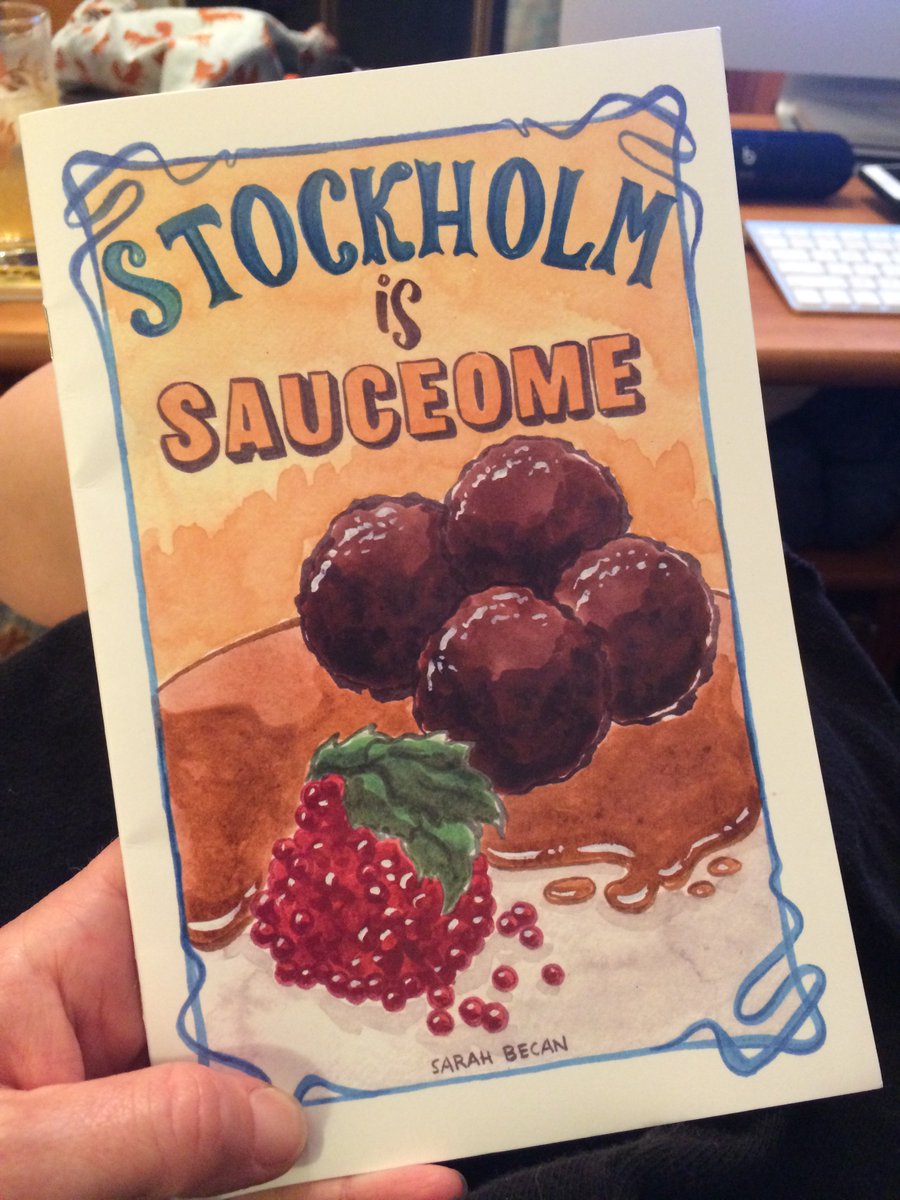 STOCKHOLM
is
SAUCEOME
SARAH BECAN